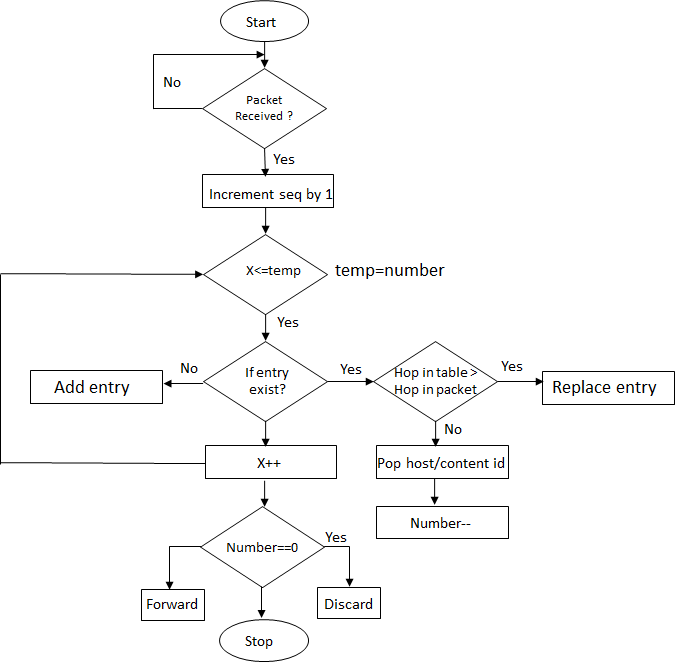 Start
No
Packet
Received ?
Yes
Increment seq by 1
X<=temp
temp=number
Yes
No
If entry
exist?
Yes
Hop in table >
Hop in packet
Yes
Add entry
Replace entry
No
X++
Pop host/content id
Number--
Number==0
Yes
Forward
Discard
Stop